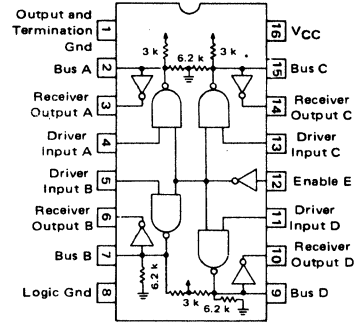 Output and
Termination
Gnd
1
16
VCC
3 k
3 k
6.2 k
Bus A
2
15
Bus C
Receiver
Output A
3
14
Receiver
Output C
Driver
Input A
4
13
Driver
Input C
Driver
Input B
5
12
Enable E
Receiver
Output B
6
11
Driver
Input D
Bus B
7
10
Receiver
Output D
6.2 k
Logic Gnd
8
3 k
6.2 k
9
Bus D